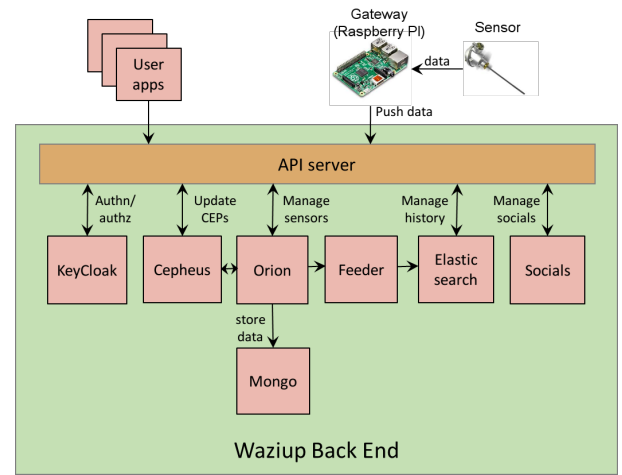 Gateway
(Raspberry PI)
Sensor
User
apps
data
Push data
API server
Authn/
authz
Update
CEPs
Manage
sensors
Manage
history
Manage
socials
KeyCloak
Cepheus
Orion
Feeder
Elastic
search
Socials
store
data
Mongo
Waziup Back End